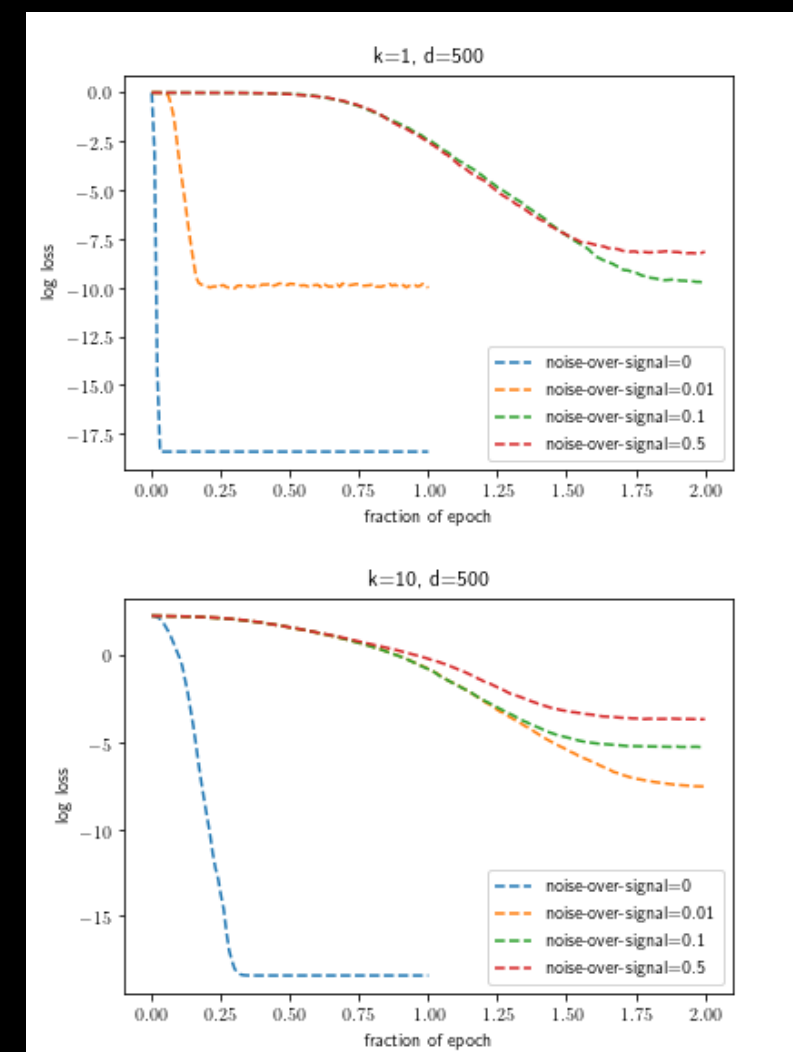 k=1, d=500
0.0
−2.5
−5.0
−7.5
−10.0
−12.5
−15.0
−17.5
log loss
noise-over-signal=0
noise-over-signal=0.01
noise-over-signal=0.1
noise-over-signal=0.5
0.00 0.25 0.50 0.75 1.00 1.25 1.50 1.75 2.00
fraction of epoch
k=10, d=500
0
−5
−10
−15
log loss
noise-over-signal=0
noise-over-signal=0.01
noise-over-signal=0.1
noise-over-signal=0.5
0.00 0.25 0.50 0.75 1.00 1.25 1.50 1.75 2.00
fraction of epoch